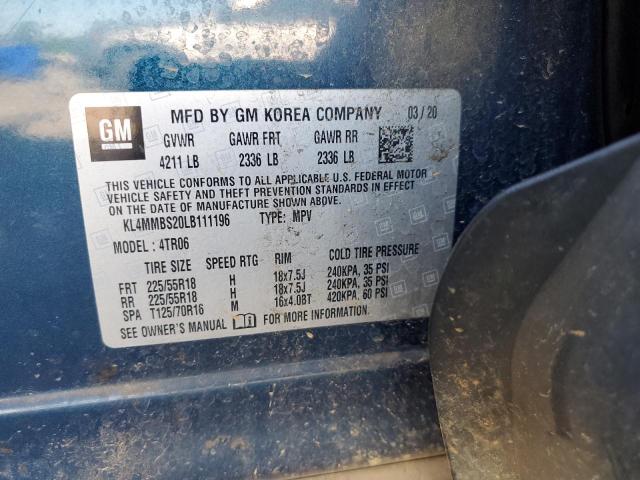 GM
MFD BY GM KOREA COMPANY 03/20
GVWR GAWR FRT GAWR RR
4211 LB 2336 LB 2336 LB
THIS VEHICLE CONFORMS TO ALL APPLICABLE U.S. FEDERAL MOTOR
VEHICLE SAFETY AND THEFT PREVENTION STANDARDS IN EFFECT
ON THE DATE OF MANUFACTURE SHOWN ABOVE.
KL4MMBS20LB111196 TYPE: MPV
MODEL: 4TR06
TIRE SIZE SPEED RTG RIM COLD TIRE PRESSURE
FRT 225/55R18 H 18x7.5J 240KPA, 35 PSI
RR 225/55R18 H 18x7.5J 240KPA, 35 PSI
SPA T125/70R16 M 16x4.0BT 420KPA, 60 PSI
SEE OWNER'S MANUAL FOR MORE INFORMATION.